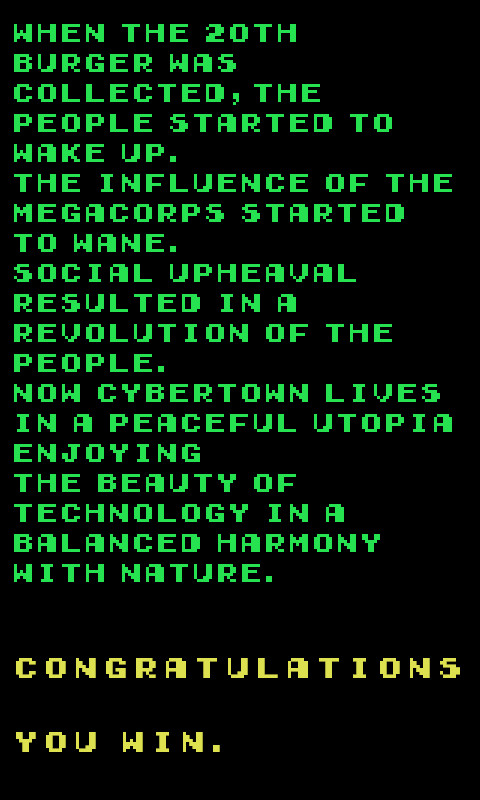 WHEN THE 20TH
BURGER WAS
COLLECTED, THE
PEOPLE STARTED TO
WAKE UP.
THE INFLUENCE OF THE
MEGACORPS STARTED
TO WANE.
SOCIAL UPHEAVAL
RESULTED IN A
REVOLUTION OF THE
PEOPLE.
NOW CYBERTOWN LIVES
IN A PEACEFUL UTOPIA
ENJOYING
THE BEAUTY OF
TECHNOLOGY IN A
BALANCED HARMONY
WITH NATURE.
CONGRATULATIONS
YOU WIN.